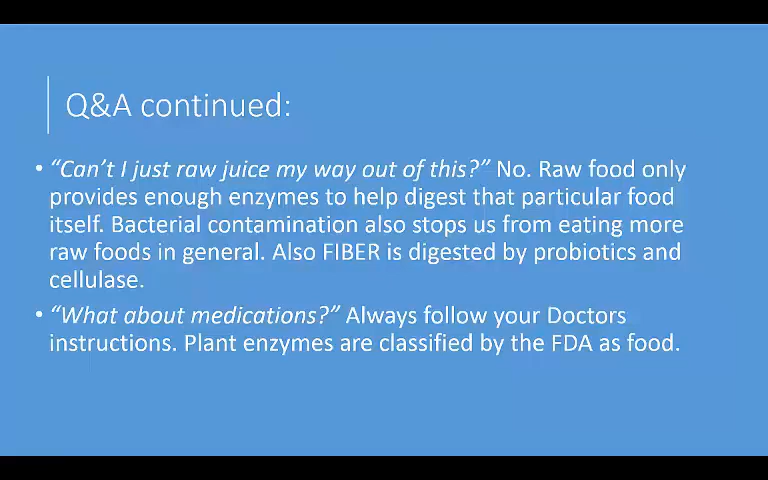 Q&A continued:
• “Can’t I just raw juice my way out of this?” No. Raw food only
provides enough enzymes to help digest that particular food
itself. Bacterial contamination also stops us from eating more
raw foods in general. Also FIBER is digested by probiotics and
cellulase.
• “What about medications?” Always follow your Doctors
instructions. Plant enzymes are classified by the FDA as food.